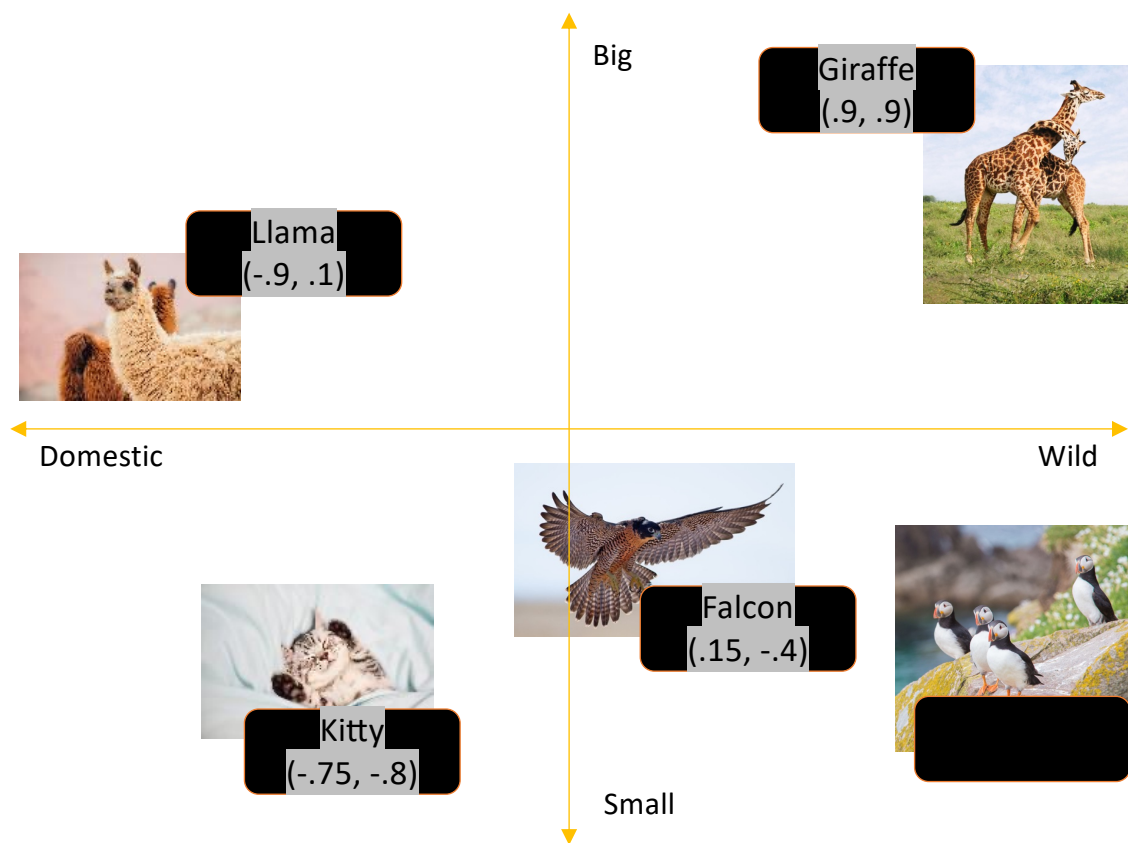 Big
Giraffe
(.9, .9)
Llama
(-.9, .1)
Domestic
Wild
Falcon
(.15, -.4)
Kitty
(-.75, -.8)
Small